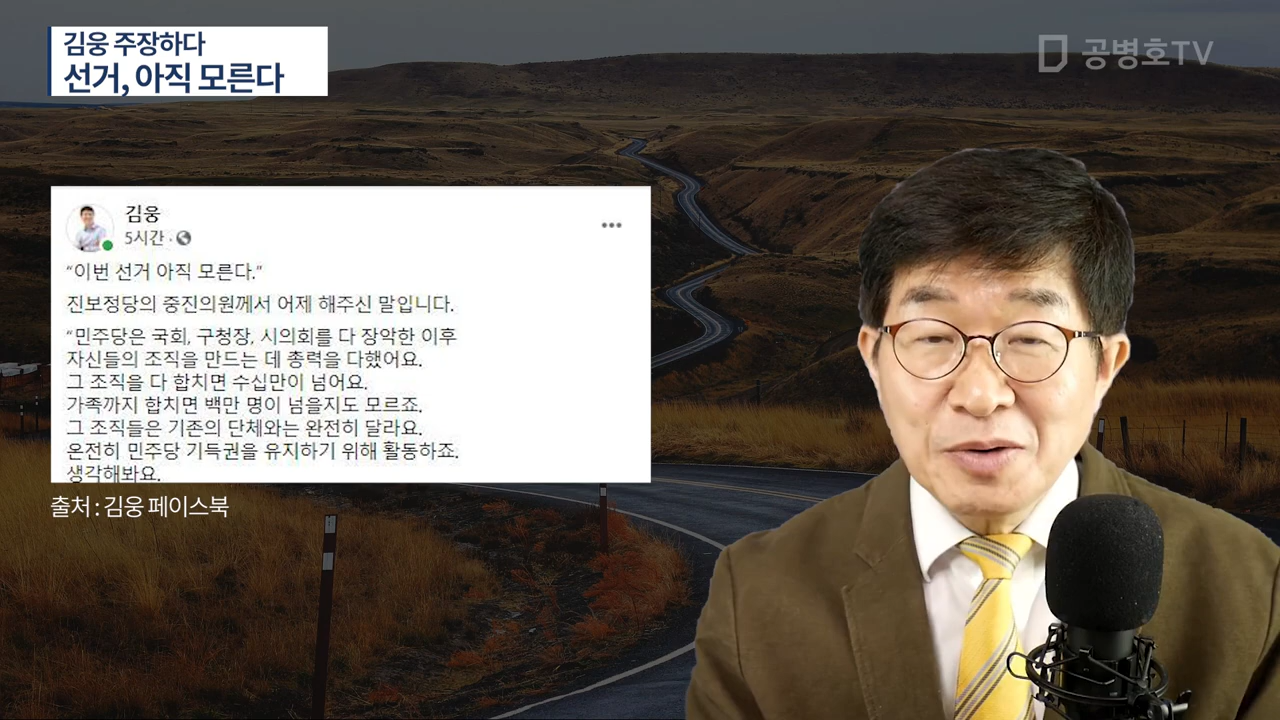 김웅 주장하다
선거, 아직 모른다
공병호TV
김웅
5시간 ·
“이번 선거 아직 모른다.”
진보정당의 중진의원께서 어제 해주신 말입니다.
“민주당은 국회, 구청장, 시의회를 다 장악한 이후
자신들의 조직을 만드는 데 총력을 다했어요.
그 조직을 다 합치면 수십만이 넘어요.
가족까지 합치면 백만 명이 넘을지도 모르죠.
그 조직들은 기존의 단체와는 완전히 달라요.
온전히 민주당 기득권을 유지하기 위해 활동하죠.
생각해봐요.
출처 : 김웅 페이스북